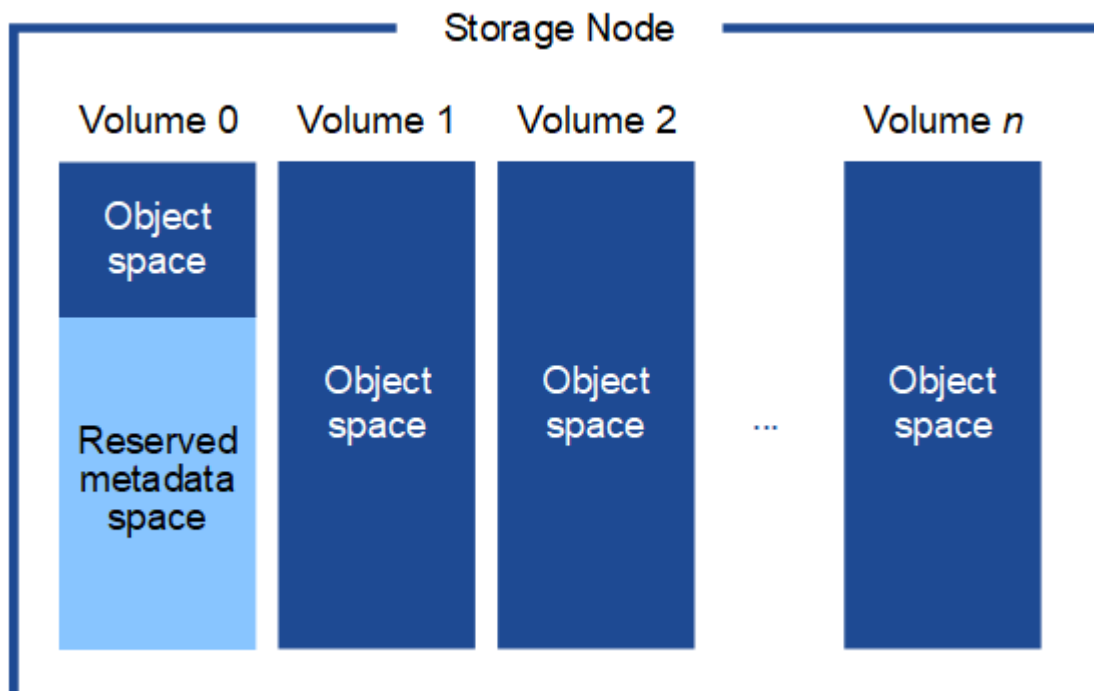 Storage Node
Volume 0
Volume 1
Volume 2
Volume n
Object
space
Reserved
metadata
space
Object
space
Object
space
...
Object
space